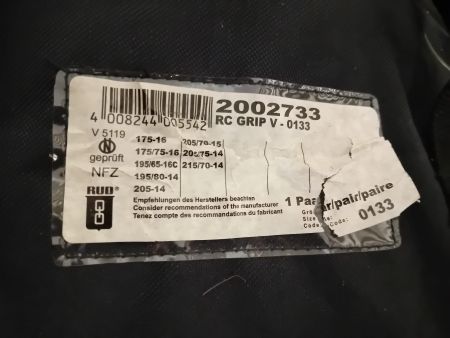 4 008244 005542
2002733
RC GRIP V - 0133
V 5119
geprüft
NFZ
RUD
175-16 205/70-15
175/75-16 205/75-14
195/65-16C 215/70-14
195/80-14
205-14
Empfehlungen des Herstellers beachten
Consider recommendations of the manufacturer
Tenez compte des recommandations du fabricant
1 Paar/pair/paire
0133